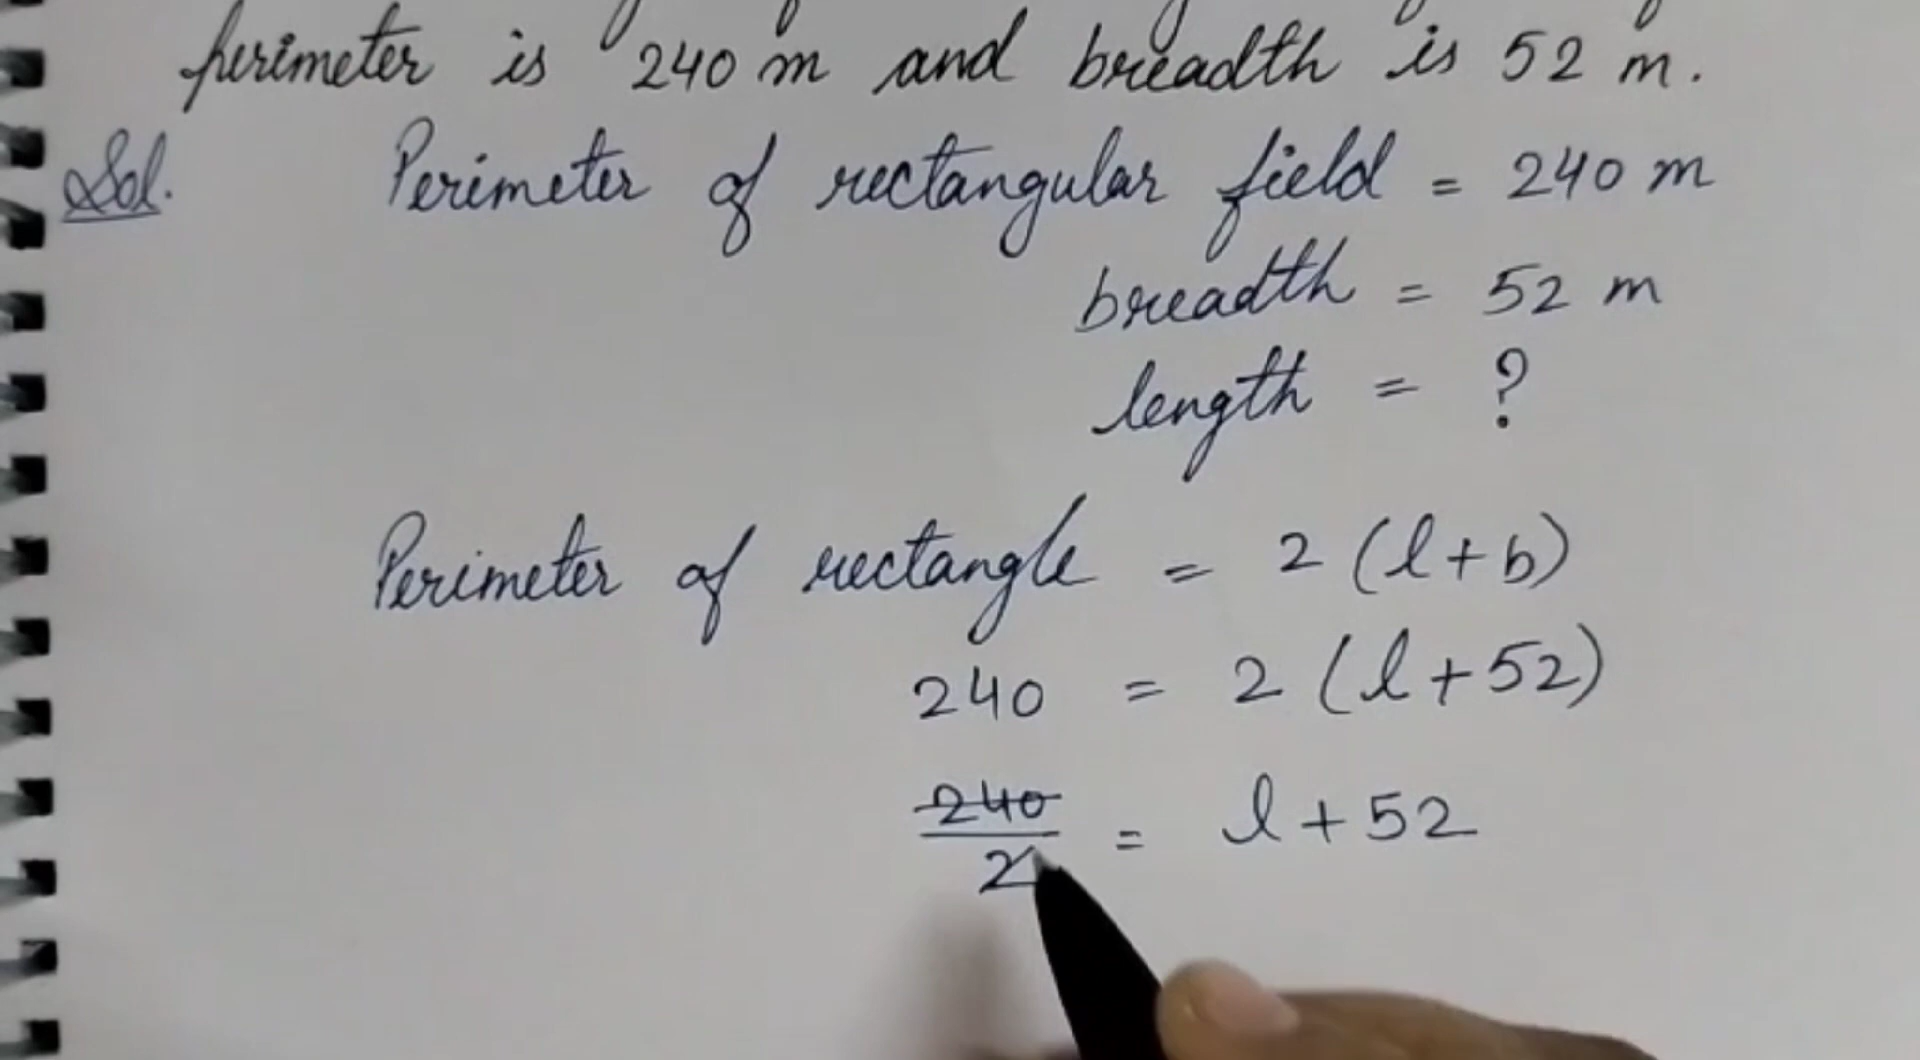 perimeter is 240 m and breadth is 52 m.
Sol. Perimeter of rectangular field = 240 m
breadth = 52 m
length = ?
Perimeter of rectangle = 2 (l + b)
240 = 2 (l + 52)
240/2 = l + 52